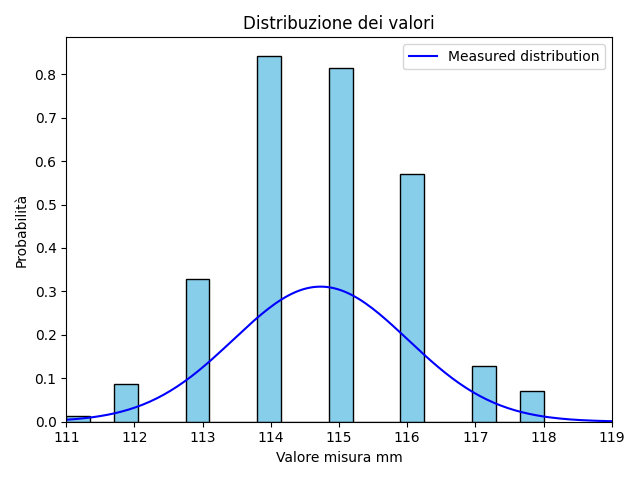 Distribuzione dei valori
Measured distribution
Probabilità
0.8
0.7
0.6
0.5
0.4
0.3
0.2
0.1
0.0
111 112 113 114 115 116 117 118 119
Valore misura mm